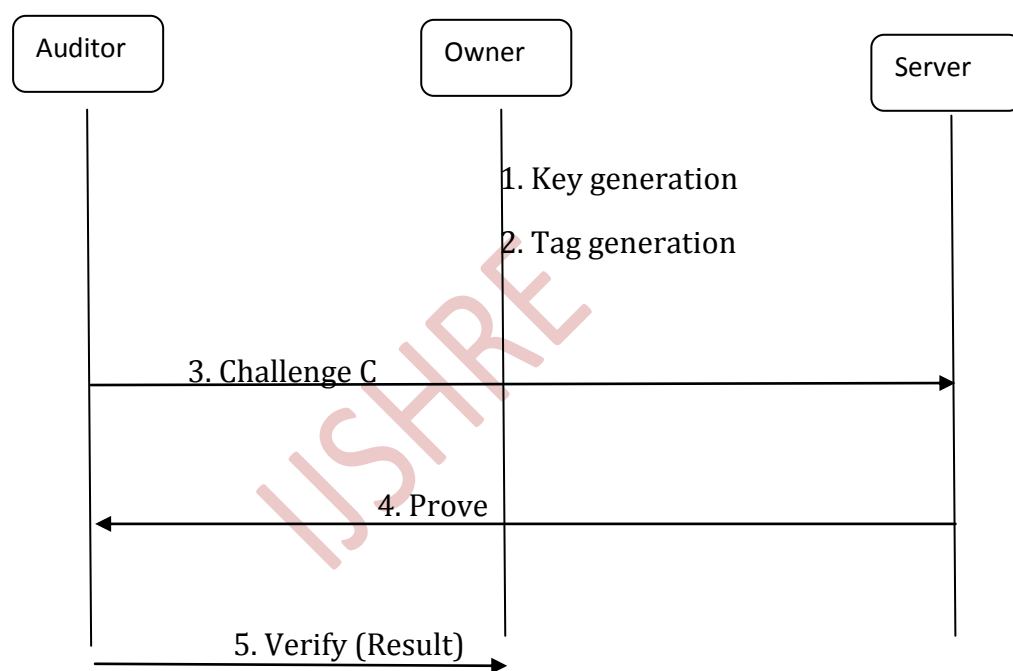 Auditor
Owner
Server
1. Key generation
2. Tag generation
3. Challenge C
4. Prove
5. Verify (Result)
IJSHRE